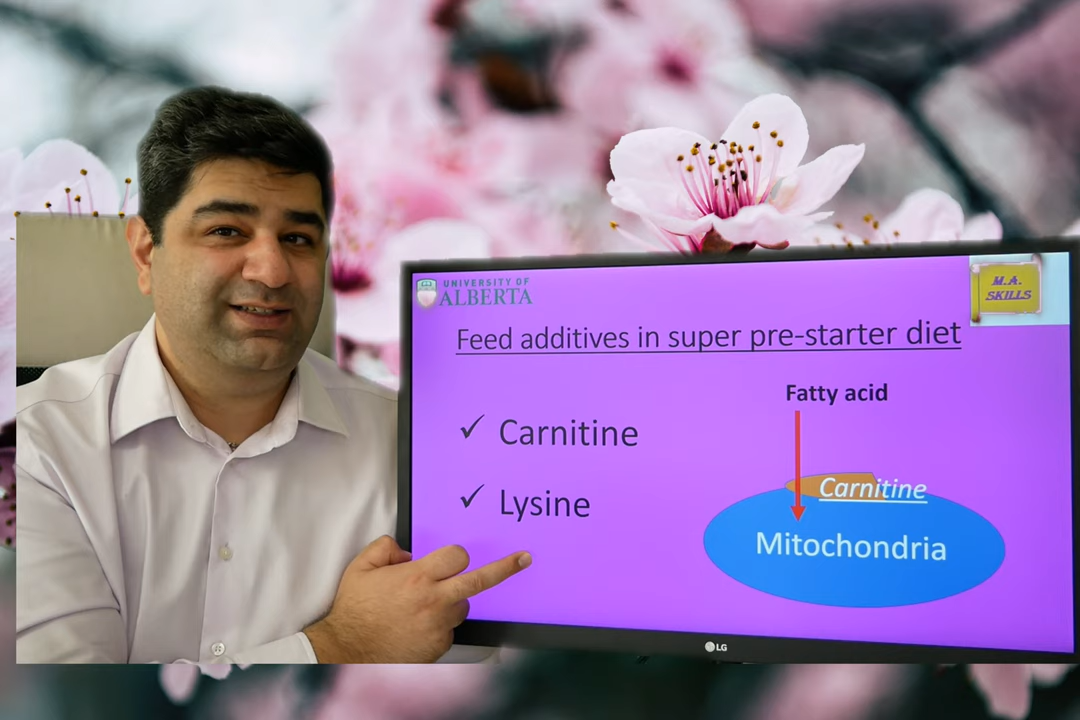 UNIVERSITY OF
ALBERTA
M.A.
SKILLS
Feed additives in super pre-starter diet
✓ Carnitine
✓ Lysine
Fatty acid
Carnitine
Mitochondria
LG